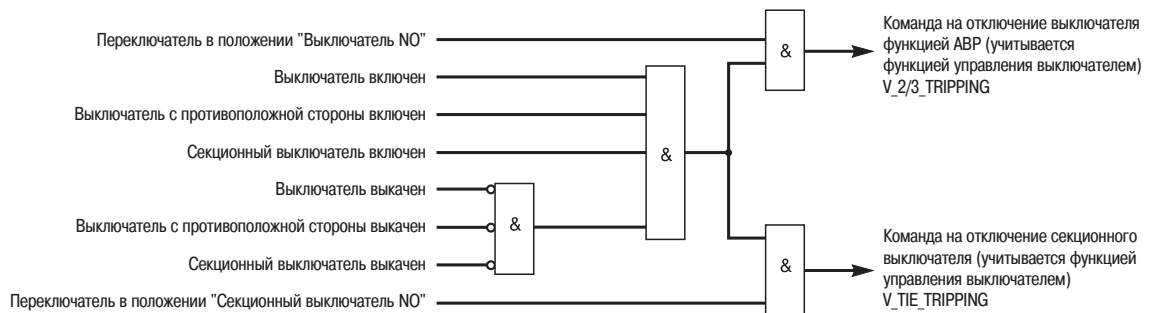 Переключатель в положении "Выключатель NO"
Выключатель включен
Выключатель с противоположной стороны включен
Секционный выключатель включен
Выключатель выкачен
Выключатель с противоположной стороны выкачен
Секционный выключатель выкачен
Переключатель в положении "Секционный выключатель NO"
&
&
&
&
Команда на отключение выключателя
функцией АВР (учитывается
функцией управления выключателем)
V_2/3_TRIPPING
Команда на отключение секционного
выключателя (учитывается функцией
управления выключателем)
V_TIE_TRIPPING